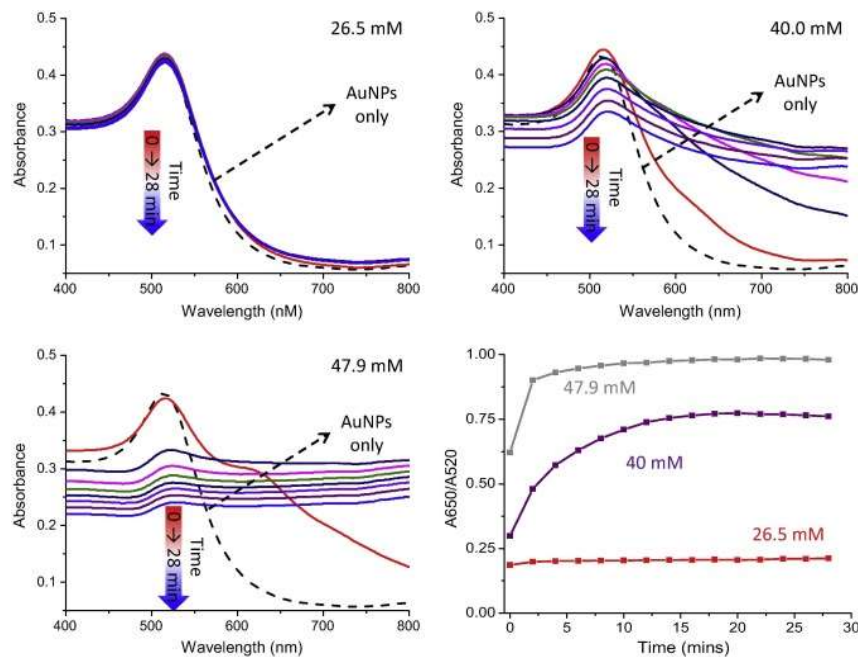 0.5
0.4
0.3
0.2
0.1
400
500
600
700
800
Absorbance
Wavelength (nM)
26.5 mM
AuNPs
only
Time
0 → 28 min
0.5
0.4
0.3
0.2
0.1
400
500
600
700
800
Absorbance
Wavelength (nm)
40.0 mM
AuNPs
only
Time
0 → 28 min
0.5
0.4
0.3
0.2
0.1
400
500
600
700
800
Absorbance
Wavelength (nm)
47.9 mM
AuNPs
only
Time
0 → 28 min
1.00
0.75
0.50
0.25
0.00
0
5
10
15
20
25
30
A650/A520
Time (mins)
47.9 mM
40 mM
26.5 mM